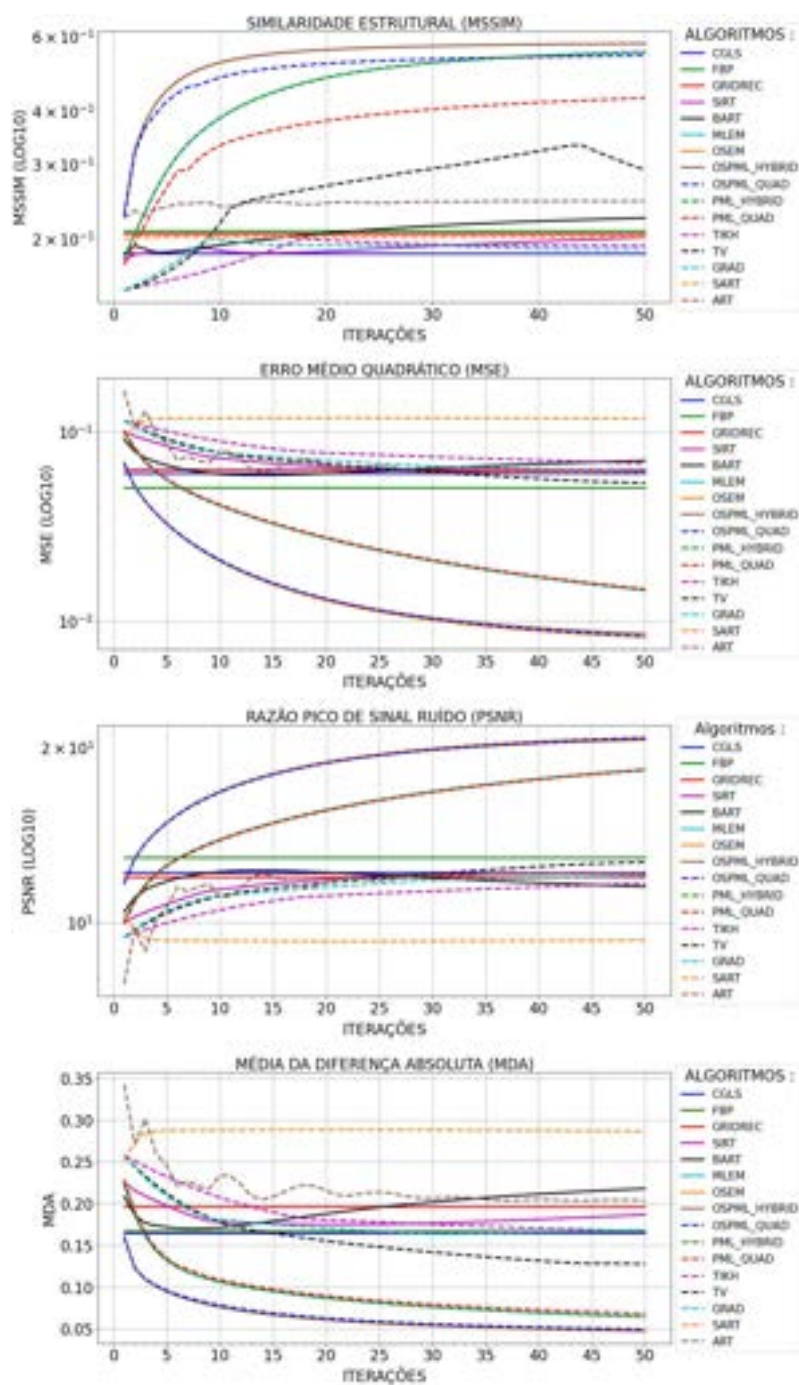 SIMILARIDADE ESTRUTURAL (MSSIM)
6 × 10⁻¹
4 × 10⁻¹
3 × 10⁻¹
2 × 10⁻¹
MSSIM (LOG10)
0 10 20 30 40 50
ITERAÇÕES
ALGORITMOS :
CGLS
FBP
GRIDREC
SIRT
BART
MLEM
OSEM
OSPML_HYBRID
OSPML_QUAD
PML_HYBRID
PML_QUAD
TIKH
TV
GRAD
SART
ART
ERRO MÉDIO QUADRÁTICO (MSE)
10⁻¹
10⁻²
MSE (LOG10)
0 5 10 15 20 25 30 35 40 45 50
ITERAÇÕES
ALGORITMOS :
CGLS
FBP
GRIDREC
SIRT
BART
MLEM
OSEM
OSPML_HYBRID
OSPML_QUAD
PML_HYBRID
PML_QUAD
TIKH
TV
GRAD
SART
ART
RAZÃO PICO DE SINAL RUÍDO (PSNR)
2 × 10¹
10¹
PSNR (LOG10)
0 5 10 15 20 25 30 35 40 45 50
ITERAÇÕES
Algoritmos :
CGLS
FBP
GRIDREC
SIRT
BART
MLEM
OSEM
OSPML_HYBRID
OSPML_QUAD
PML_HYBRID
PML_QUAD
TIKH
TV
GRAD
SART
ART
MÉDIA DA DIFERENÇA ABSOLUTA (MDA)
0.35
0.30
0.25
0.20
0.15
0.10
0.05
MDA
0 5 10 15 20 25 30 35 40 45 50
ITERAÇÕES
ALGORITMOS :
CGLS
FBP
GRIDREC
SIRT
BART
MLEM
OSEM
OSPML_HYBRID
OSPML_QUAD
PML_HYBRID
PML_QUAD
TIKH
TV
GRAD
SART
ART